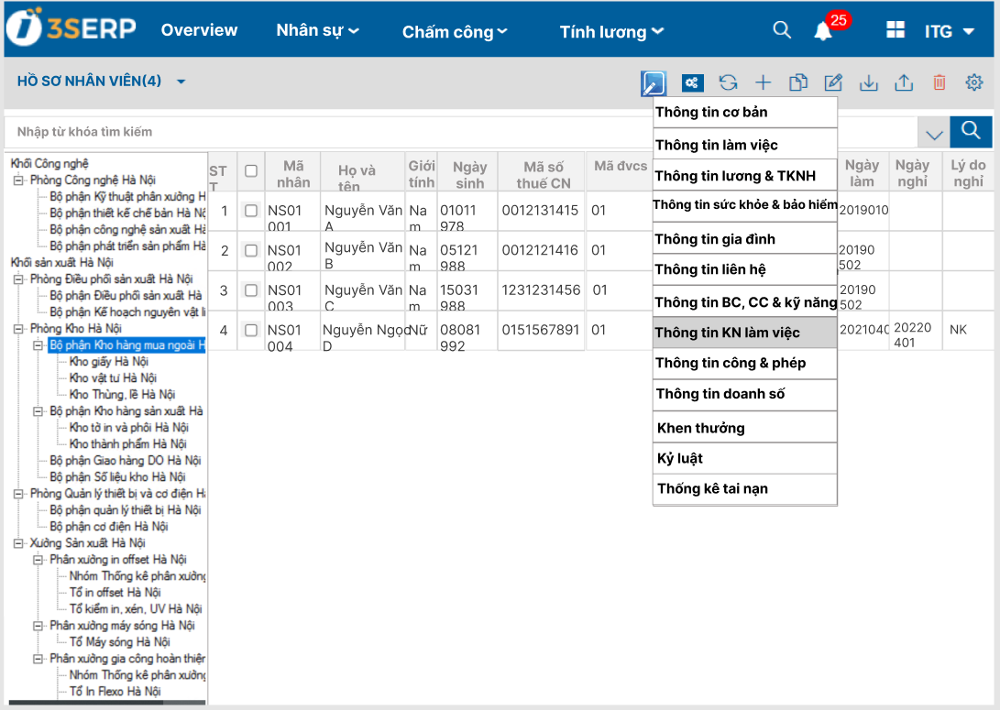 3SERP
Overview
Nhân sự
Chấm công
Tính lương
25
ITG
HỒ SƠ NHÂN VIÊN(4)
Nhập từ khóa tìm kiếm
Khối Công nghệ
Phòng Công nghệ Hà Nội
Bộ phận Kỹ thuật phân xưởng H
Bộ phận thiết kế chế bản Hà Nộ
Bộ phận công nghệ sản xuất Hà
Bộ phận phát triển sản phẩm Hà
Khối sản xuất Hà Nội
Phòng Điều phối sản xuất Hà Nội
Bộ phận Điều phối sản xuất Hà
Bộ phận Kế hoạch nguyên vật li
Phòng Kho Hà Nội
Bộ phận Kho hàng mua ngoài H
Kho giấy Hà Nội
Kho vật tư Hà Nội
Kho Thùng, lề Hà Nội
Bộ phận Kho hàng sản xuất Hà
Kho tờ in và phôi Hà Nội
Kho thành phẩm Hà Nội
Bộ phận Giao hàng DO Hà Nội
Bộ phận Số liệu kho Hà Nội
Phòng Quản lý thiết bị và cơ điện H
Bộ phận quản lý thiết bị Hà Nội
Bộ phận cơ điện Hà Nội
Xưởng Sản xuất Hà Nội
Phân xưởng in offset Hà Nội
Nhóm Thống kê phân xưởng
Tổ in offset Hà Nội
Tổ kiểm in, xén, UV Hà Nội
Phân xưởng máy sóng Hà Nội
Tổ Máy sóng Hà Nội
Phân xưởng gia công hoàn thiện
Nhóm Thống kê phân xưởng
Tổ In Flexo Hà Nội
STT
Mã nhân
Họ và tên
Giới tính
Ngày sinh
Mã số thuế CN
Mã đvcs
Ngày làm
Ngày nghỉ
Lý do nghỉ
1
NS01001
Nguyễn Văn A
Nam
01011978
0012131415
01
2019010
2
NS01002
Nguyễn Văn B
Nam
05121988
0012121416
01
20190502
3
NS01003
Nguyễn Văn C
Nam
15031988
1231231456
01
20190502
4
NS01004
Nguyễn Ngọc D
Nữ
08081992
0151567891
01
2021040
20220401
NK
Thông tin cơ bản
Thông tin làm việc
Thông tin lương & TKNH
Thông tin sức khỏe & bảo hiểm
Thông tin gia đình
Thông tin liên hệ
Thông tin BC, CC & kỹ năng
Thông tin KN làm việc
Thông tin công & phép
Thông tin doanh số
Khen thưởng
Kỷ luật
Thống kê tai nạn